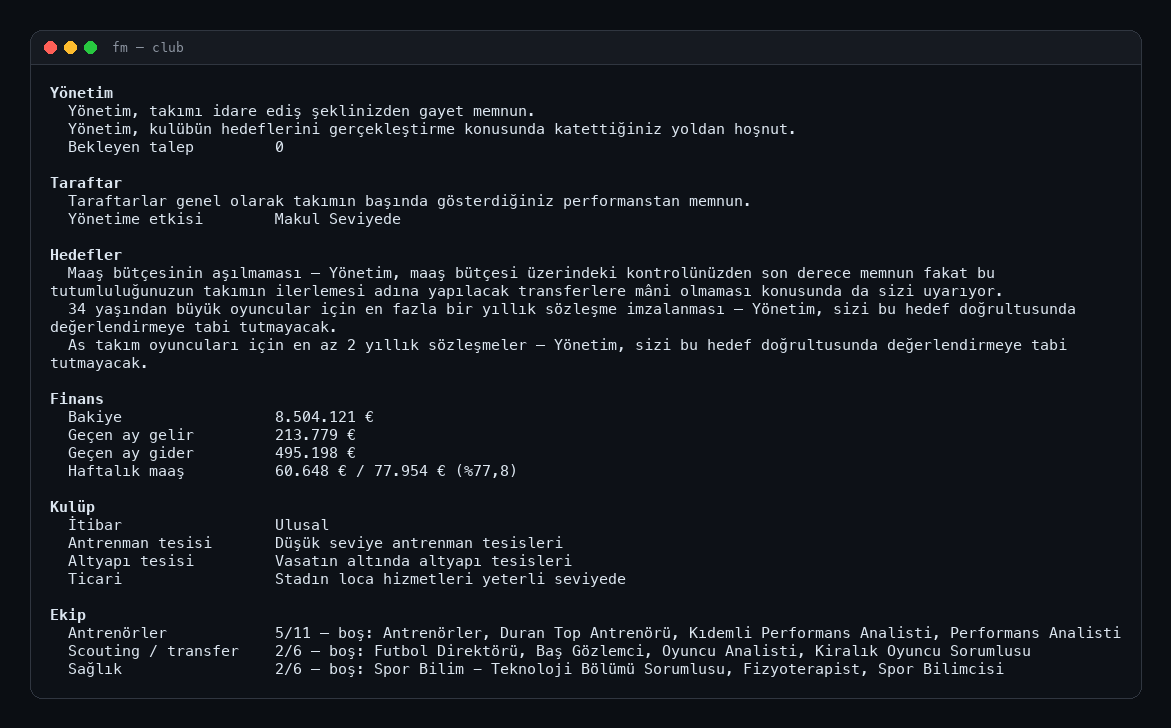 fm — club
Yönetim
Yönetim, takımı idare ediş şeklinizden gayet memnun.
Yönetim, kulübün hedeflerini gerçekleştirme konusunda katettiğiniz yoldan hoşnut.
Bekleyen talep 0
Taraftar
Taraftarlar genel olarak takımın başında gösterdiğiniz performanstan memnun.
Yönetime etkisi Makul Seviyede
Hedefler
Maaş bütçesinin aşılmaması — Yönetim, maaş bütçesi üzerindeki kontrolünüzden son derece memnun fakat bu
tutumluluğunuzun takımın ilerlemesi adına yapılacak transferlere mâni olmaması konusunda da sizi uyarıyor.
34 yaşından büyük oyuncular için en fazla bir yıllık sözleşme imzalanması — Yönetim, sizi bu hedef doğrultusunda
değerlendirmeye tabi tutmayacak.
As takım oyuncuları için en az 2 yıllık sözleşmeler — Yönetim, sizi bu hedef doğrultusunda değerlendirmeye tabi
tutmayacak.
Finans
Bakiye 8.504.121 €
Geçen ay gelir 213.779 €
Geçen ay gider 495.198 €
Haftalık maaş 60.648 € / 77.954 € (%77,8)
Kulüp
İtibar Ulusal
Antrenman tesisi Düşük seviye antrenman tesisleri
Altyapı tesisi Vasatın altında altyapı tesisleri
Ticari Stadın loca hizmetleri yeterli seviyede
Ekip
Antrenörler 5/11 — boş: Antrenörler, Duran Top Antrenörü, Kıdemli Performans Analisti, Performans Analisti
Scouting / transfer 2/6 — boş: Futbol Direktörü, Baş Gözlemci, Oyuncu Analisti, Kiralık Oyuncu Sorumlusu
Sağlık 2/6 — boş: Spor Bilim — Teknoloji Bölümü Sorumlusu, Fizyoterapist, Spor Bilimcisi